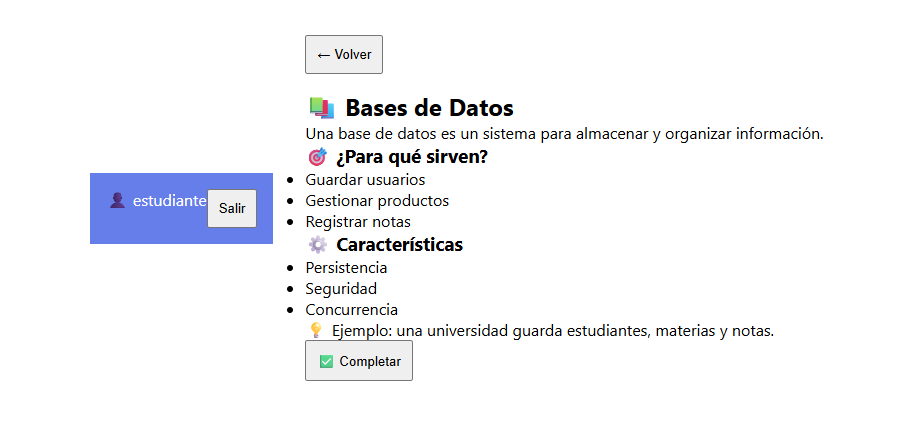 ← Volver
📚 Bases de Datos
Una base de datos es un sistema para almacenar y organizar información.
🎯 ¿Para qué sirven?
• Guardar usuarios
• Gestionar productos
• Registrar notas
👤 estudiante
Salir
⚙️ Características
• Persistencia
• Seguridad
• Concurrencia
💡 Ejemplo: una universidad guarda estudiantes, materias y notas.
✅ Completar